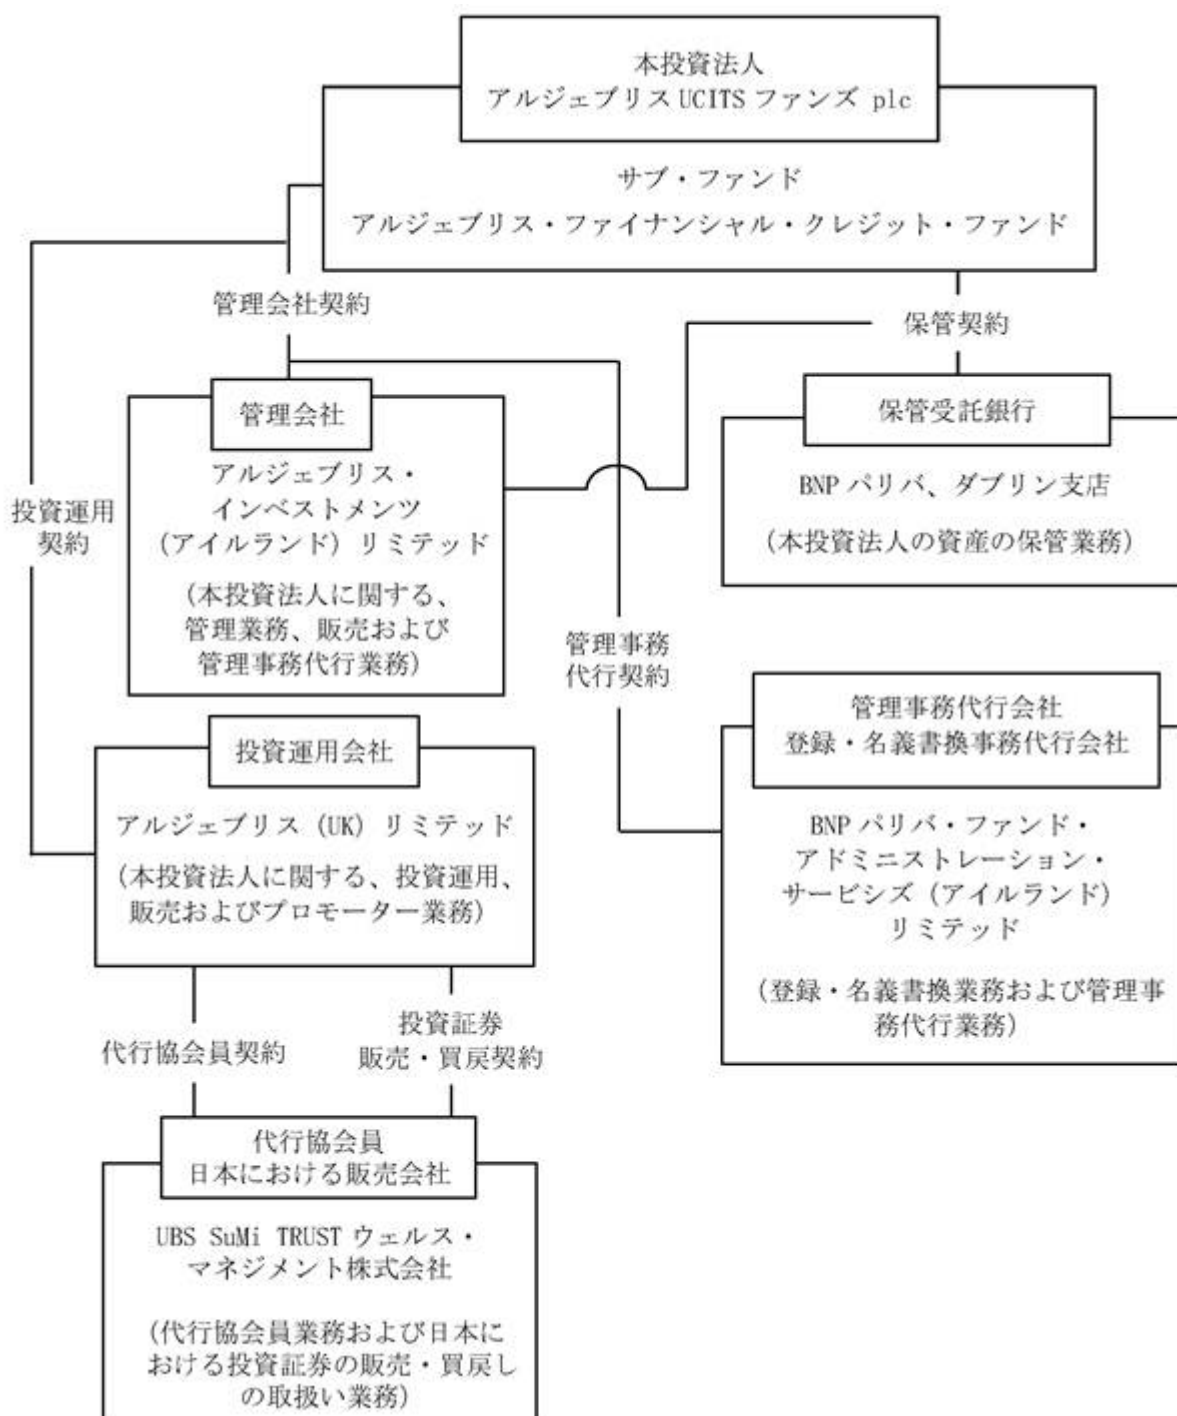 本投資法人
アルジェブリス UCITS ファンズ plc
サブ・ファンド
アルジェブリス・ファイナンシャル・クレジット・ファンド
管理会社契約
保管契約
管理会社
アルジェブリス・
インベストメンツ
（アイルランド）リミテッド
（本投資法人に関する、
管理業務、販売および
管理事務代行業務）
保管受託銀行
BNP パリバ、ダブリン支店
（本投資法人の資産の保管業務）
投資運用
契約
管理事務
代行契約
管理事務代行会社
登録・名義書換事務代行会社
BNP パリバ・ファンド・
アドミニストレーション・
サービシズ（アイルランド）
リミテッド
（登録・名義書換業務および管理事
務代行業務）
投資運用会社
アルジェブリス（UK）リミテッド
（本投資法人に関する、投資運用、
販売およびプロモーター業務）
代行協会員契約
投資証券
販売・買戻契約
代行協会員
日本における販売会社
UBS SuMi TRUST ウェルス・
マネジメント株式会社
（代行協会員業務および日本に
おける投資証券の販売・買戻し
の取扱い業務）